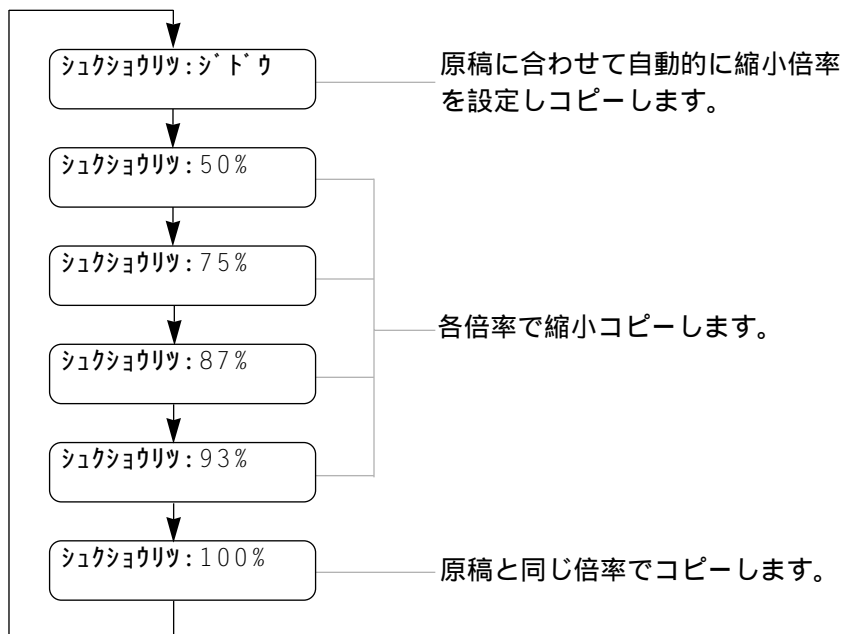 ｼｭｸｼｮｳﾘﾂ:ｼﾞﾄﾞｳ
原稿に合わせて自動的に縮小倍率
を設定しコピーします。
ｼｭｸｼｮｳﾘﾂ:50%
ｼｭｸｼｮｳﾘﾂ:75%
各倍率で縮小コピーします。
ｼｭｸｼｮｳﾘﾂ:87%
ｼｭｸｼｮｳﾘﾂ:93%
ｼｭｸｼｮｳﾘﾂ:100%
原稿と同じ倍率でコピーします。